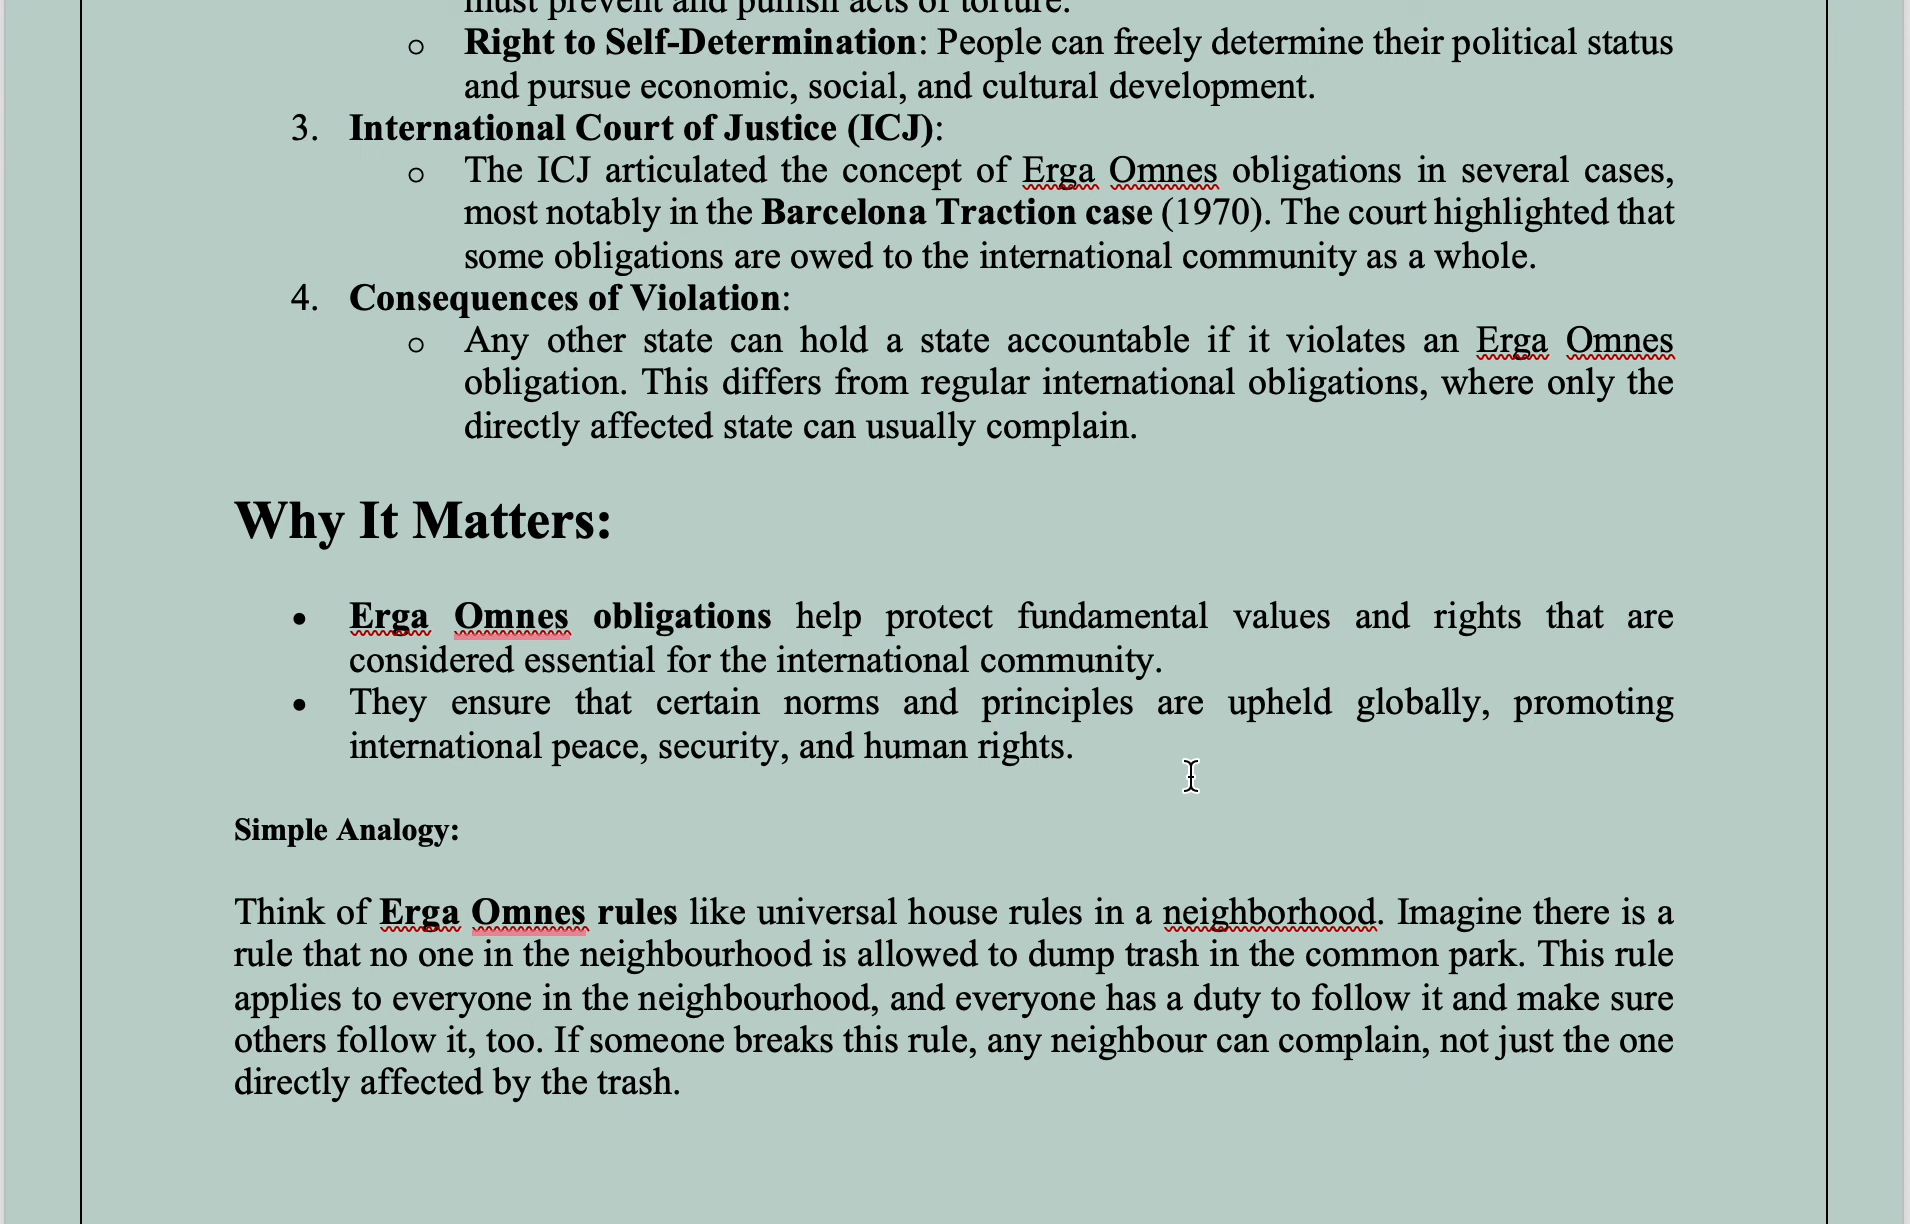 must prevent and punish acts of torture.
○ Right to Self-Determination: People can freely determine their political status
and pursue economic, social, and cultural development.
3. International Court of Justice (ICJ):
○ The ICJ articulated the concept of Erga Omnes obligations in several cases,
most notably in the Barcelona Traction case (1970). The court highlighted that
some obligations are owed to the international community as a whole.
4. Consequences of Violation:
○ Any other state can hold a state accountable if it violates an Erga Omnes
obligation. This differs from regular international obligations, where only the
directly affected state can usually complain.
Why It Matters:
• Erga Omnes obligations help protect fundamental values and rights that are
considered essential for the international community.
• They ensure that certain norms and principles are upheld globally, promoting
international peace, security, and human rights.
Simple Analogy:
Think of Erga Omnes rules like universal house rules in a neighborhood. Imagine there is a
rule that no one in the neighbourhood is allowed to dump trash in the common park. This rule
applies to everyone in the neighbourhood, and everyone has a duty to follow it and make sure
others follow it, too. If someone breaks this rule, any neighbour can complain, not just the one
directly affected by the trash.